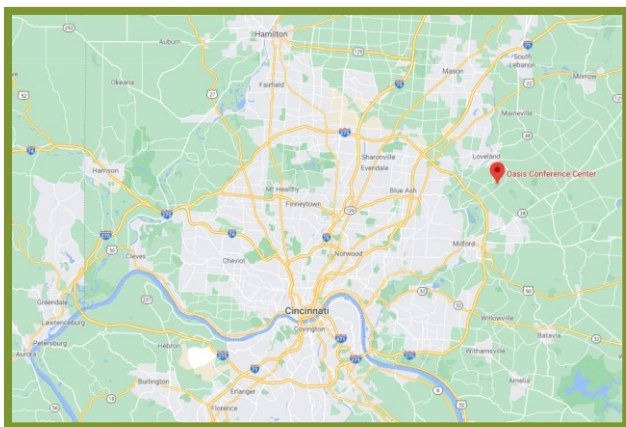 Hamilton
Auburn
South
Lebanon
Mason
Morrow
Okeana
Fairfield
Maineville
Sharonville
Evendale
Loveland
Oasis Conference Center
Harrison
Mt Healthy
Blue Ash
Finneytown
Milford
Norwood
Cleves
Cheviot
Greendale
Cincinnati
Lawrenceburg
Covington
Willowville
Petersburg
Hebron
Batavia
Aurora
Withamsville
Burlington
Erlanger
Amelia
Florence